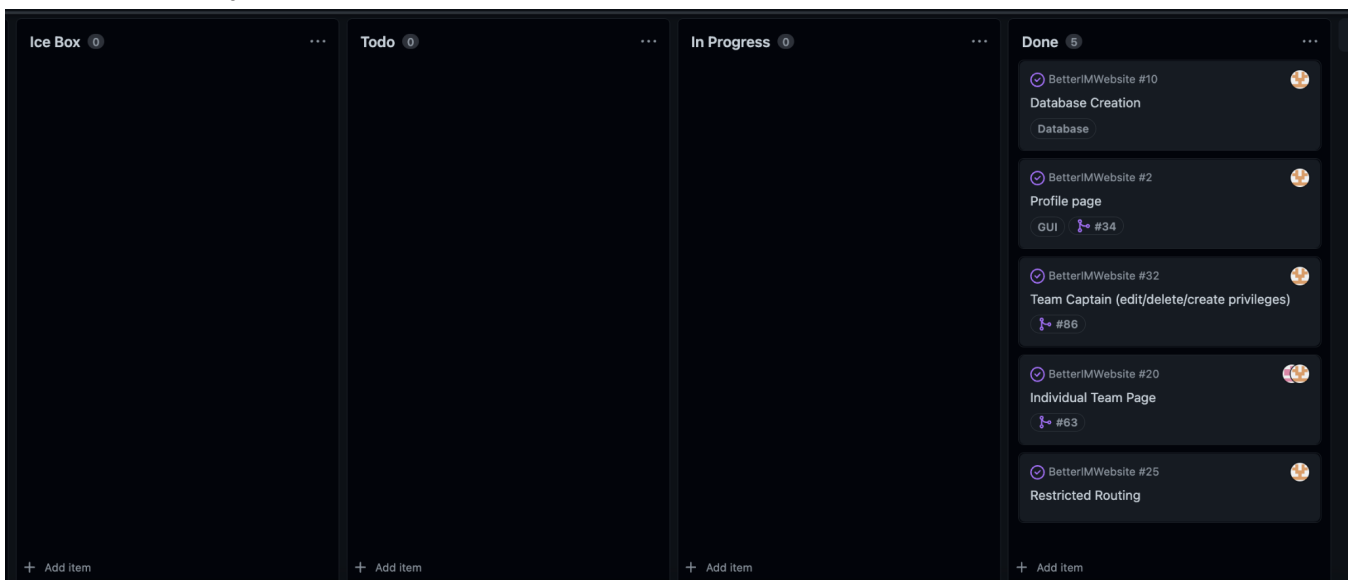 Ice Box 0
Todo 0
In Progress 0
Done 5
BetterIMWebsite #10
Database Creation
Database
BetterIMWebsite #2
Profile page
GUI #34
BetterIMWebsite #32
Team Captain (edit/delete/create privileges)
#86
BetterIMWebsite #20
Individual Team Page
#63
BetterIMWebsite #25
Restricted Routing
+ Add item
+ Add item
+ Add item
+ Add item